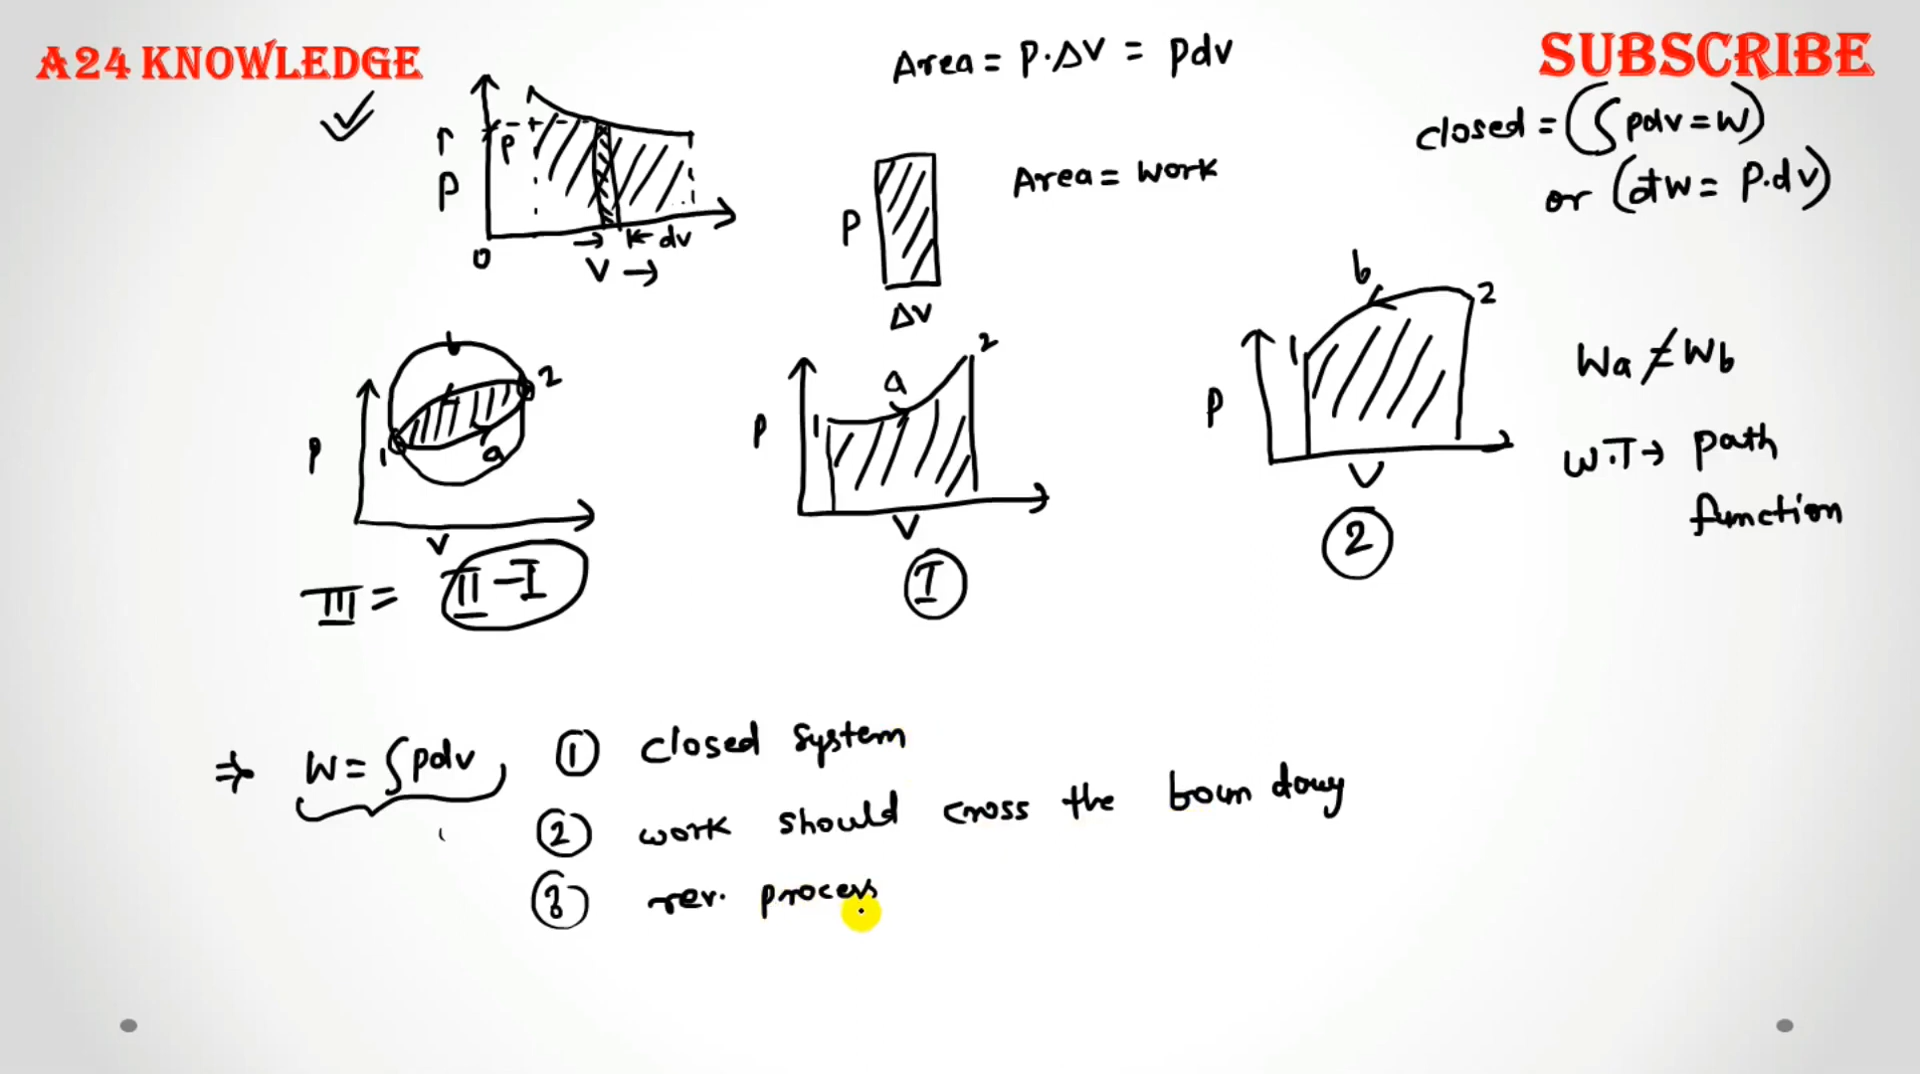 A24 KNOWLEDGE
SUBSCRIBE
Area = P·ΔV = pdv
closed = (∫pdv = W)
or (dw = P.dv)
Area = work
↑
P
P
dv
0
V →
P
ΔV
b
1
2
a
P
V
III = II - I
P
1
a
2
V
I
P
1
b
2
V
2
Wa ≠ Wb
W.T → path
function
⇒ W = ∫pdv
1 closed system
2 work should cross the boundary
3 rev. process